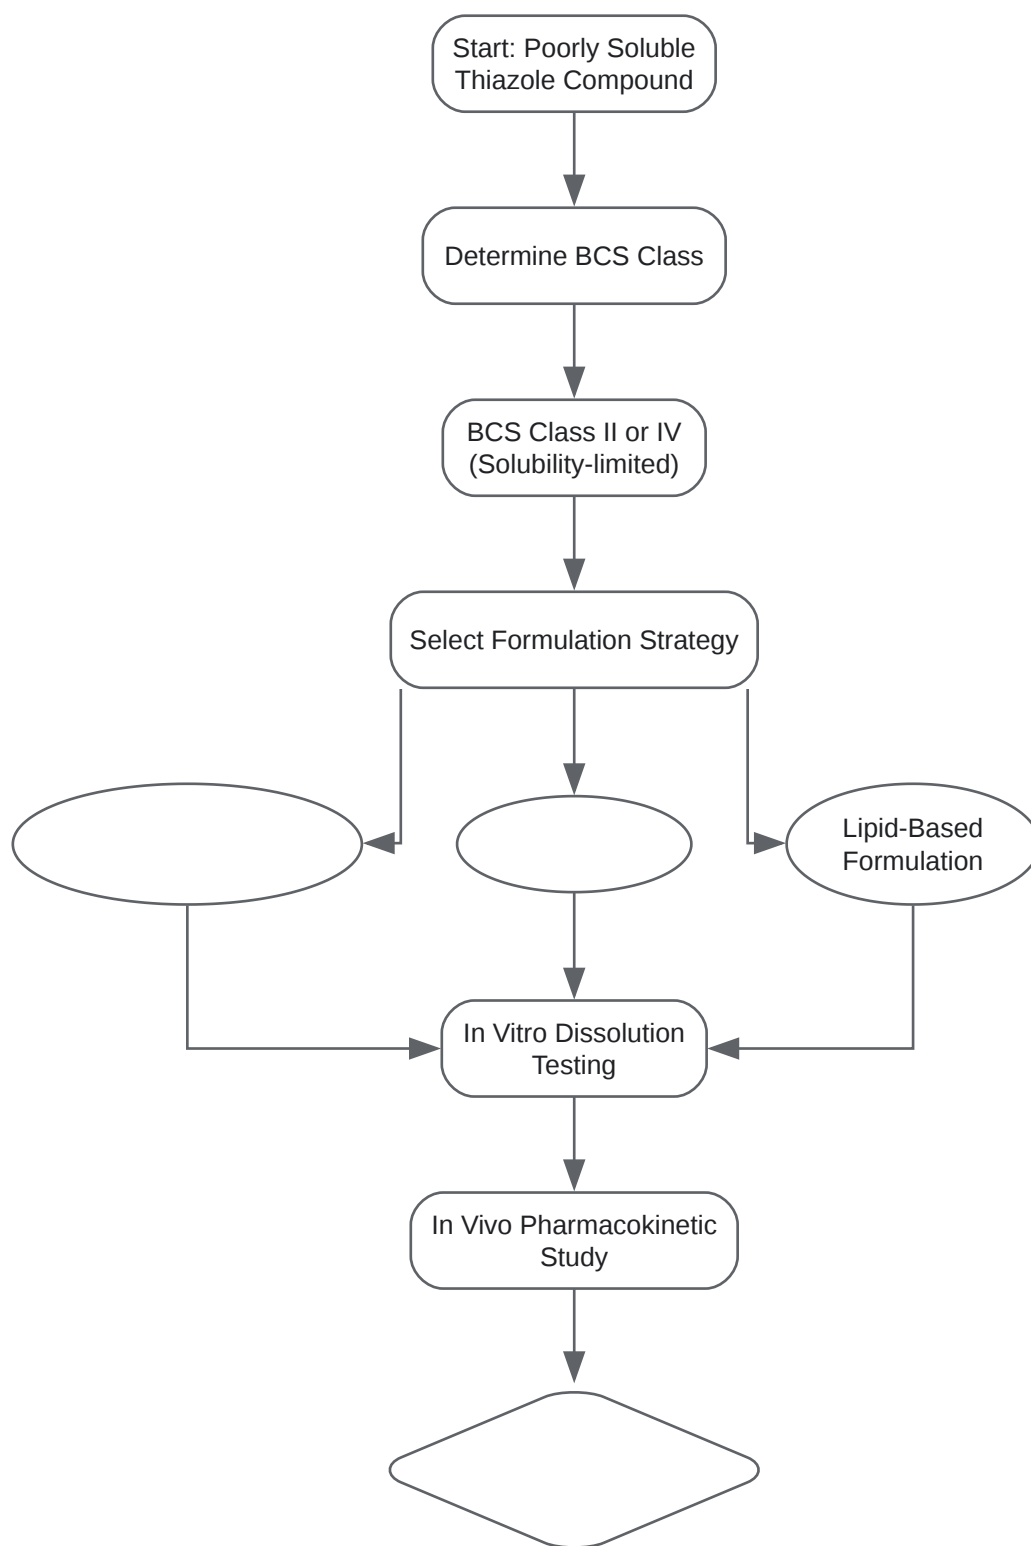 Start: Poorly Soluble
Thiazole Compound
Determine BCS Class
BCS Class II or IV
(Solubility-limited)
Select Formulation Strategy
Lipid-Based
Formulation
In Vitro Dissolution
Testing
In Vivo Pharmacokinetic
Study